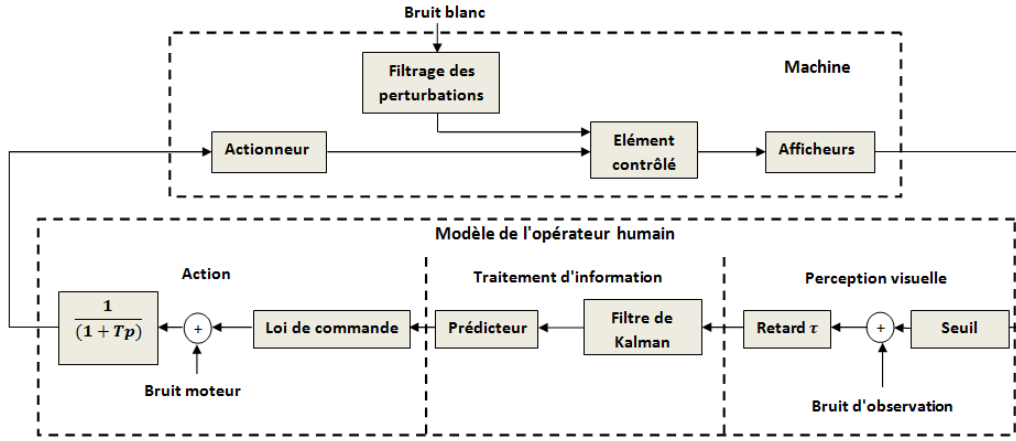 Bruit blanc
Filtrage des
perturbations
Machine
Actionneur
Elément
contrôlé
Afficheurs
Modèle de l'opérateur humain
Action
Traitement d'information
Perception visuelle
1
(1 + Tp)
+
Loi de commande
Prédicteur
Filtre de
Kalman
Retard τ
+
Seuil
Bruit moteur
Bruit d'observation